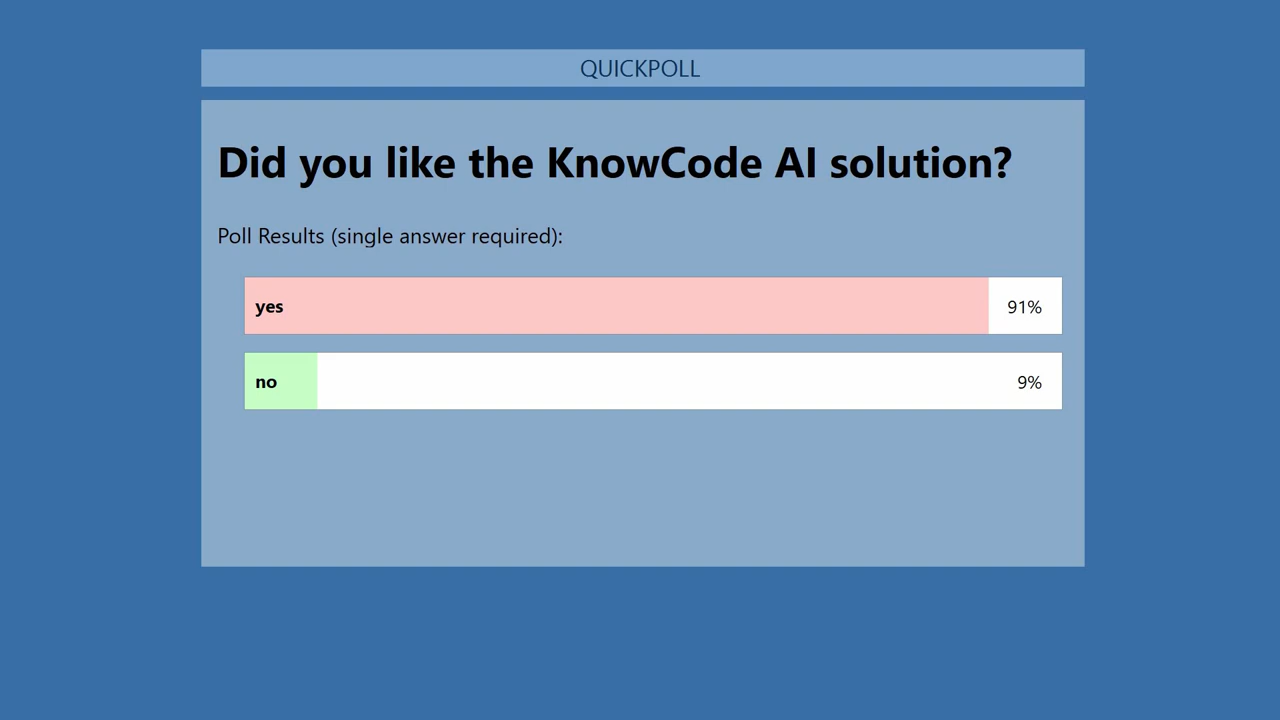 QUICKPOLL
Did you like the KnowCode AI solution?
Poll Results (single answer required):
yes 91%
no 9%